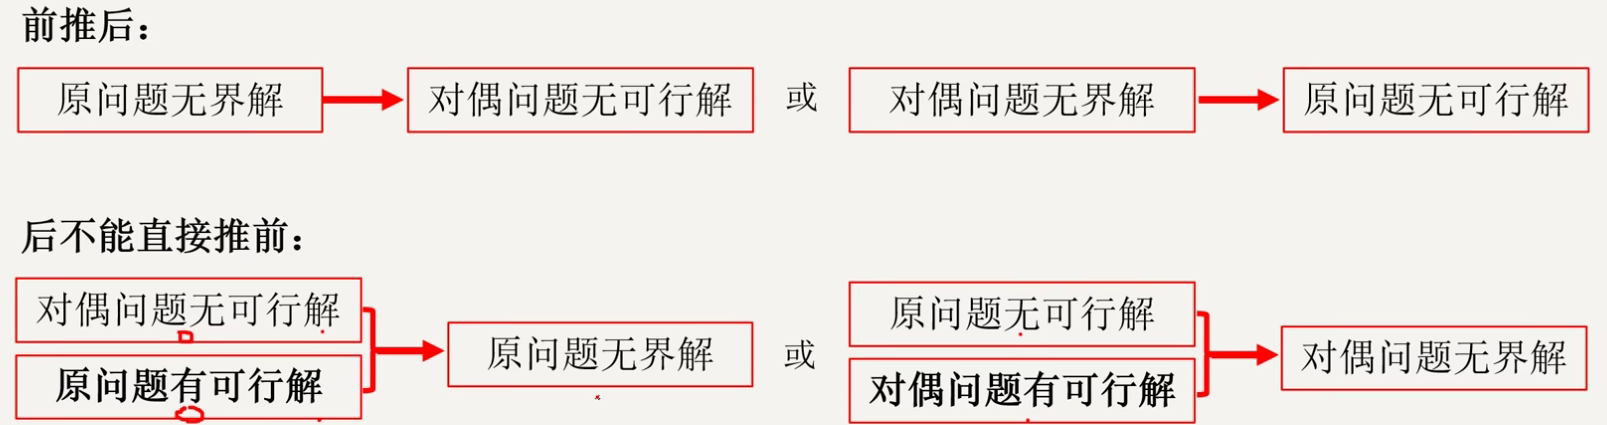 前推后：
原问题无界解 对偶问题无可行解 或 对偶问题无界解 原问题无可行解
后不能直接推前：
对偶问题无可行解
原问题有可行解
原问题无界解
或
原问题无可行解
对偶问题有可行解
对偶问题无界解